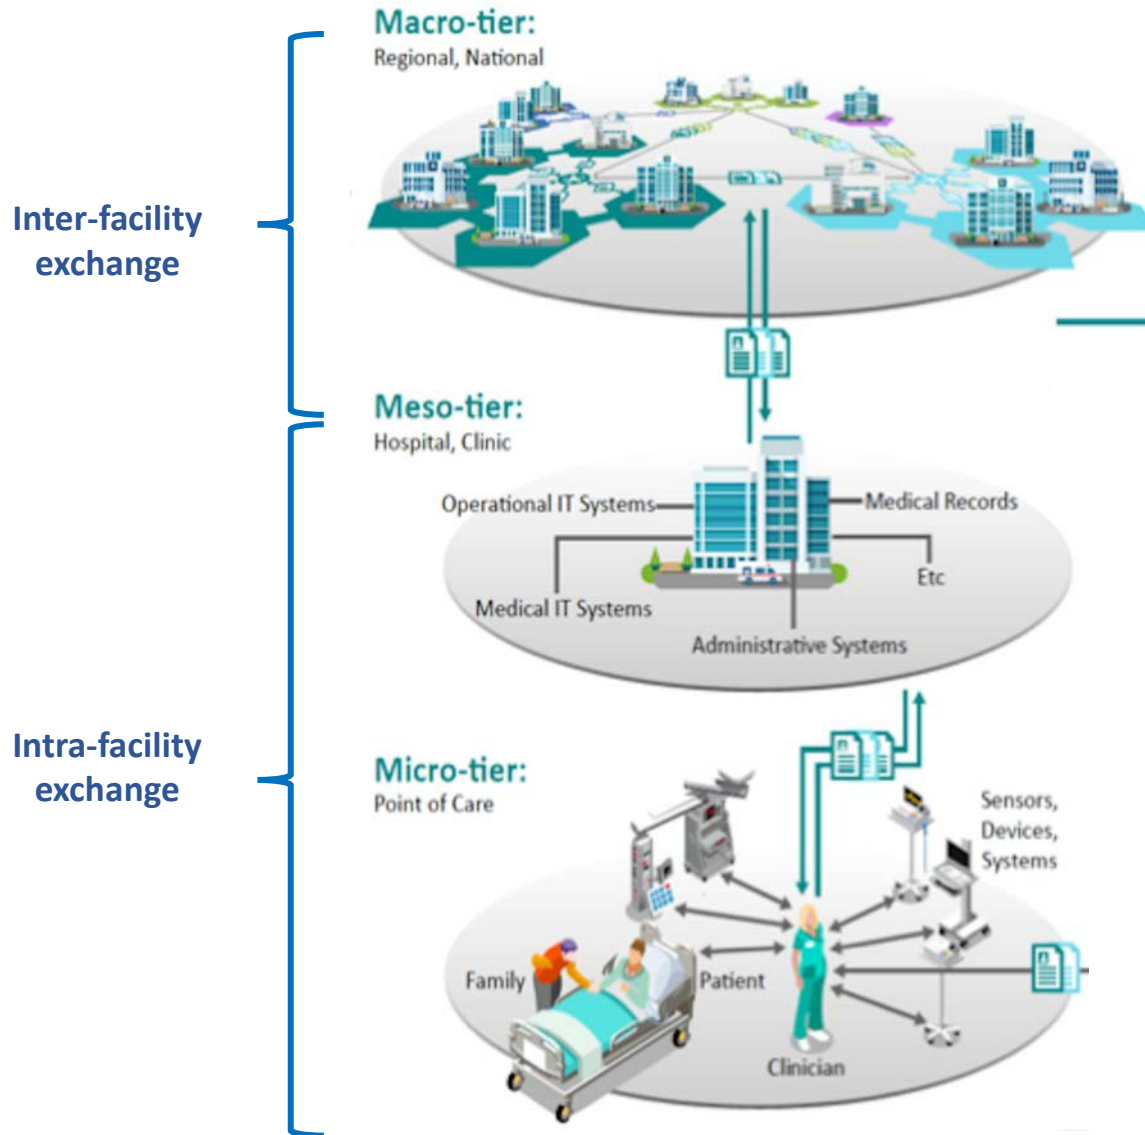 Macro-tier:
Regional, National
Inter-facility
exchange
Meso-tier:
Hospital, Clinic
Operational IT Systems
Medical Records
Etc
Medical IT Systems
Administrative Systems
Intra-facility
exchange
Micro-tier:
Point of Care
Sensors,
Devices,
Systems
Family
Patient
Clinician